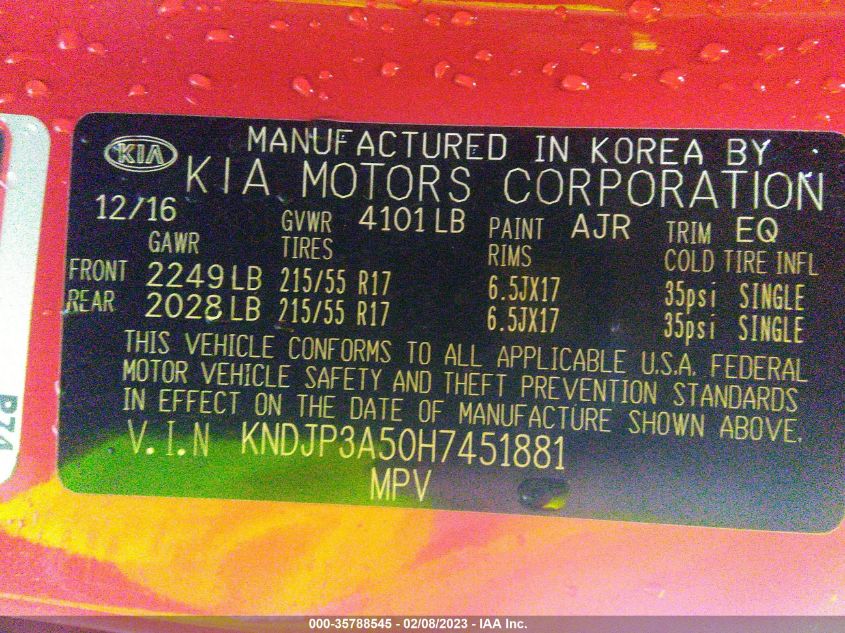 MANUFACTURED IN KOREA BY
KIA KIA MOTORS CORPORATION
12/16 GVWR 4101 LB PAINT AJR TRIM EQ
GAWR TIRES RIMS COLD TIRE INFL
FRONT 2249 LB 215/55 R17 6.5JX17 35psi SINGLE
REAR 2028 LB 215/55 R17 6.5JX17 35psi SINGLE
THIS VEHICLE CONFORMS TO ALL APPLICABLE U.S.A. FEDERAL
MOTOR VEHICLE SAFETY AND THEFT PREVENTION STANDARDS
IN EFFECT ON THE DATE OF MANUFACTURE SHOWN ABOVE.
V.I.N KNDJP3A50H7451881
MPV
000-35788545 - 02/08/2023 - IAA Inc.